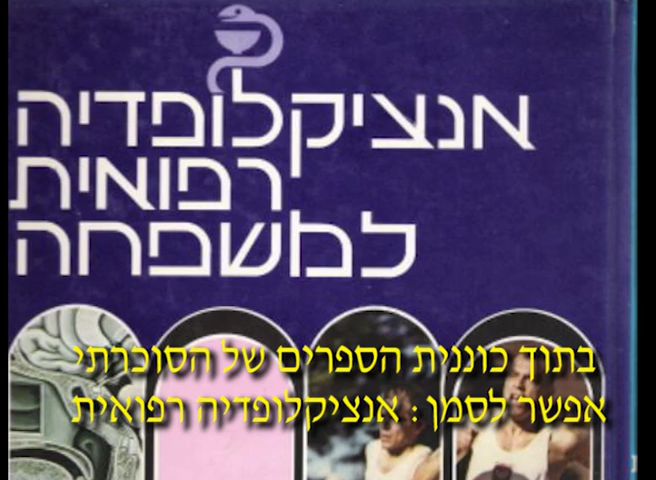 אנציקלופדיה
רפואית
למשפחה
בתוך כוננית הספרים של הסוכרתי
אפשר לסמן : אנציקלופדיה רפואית